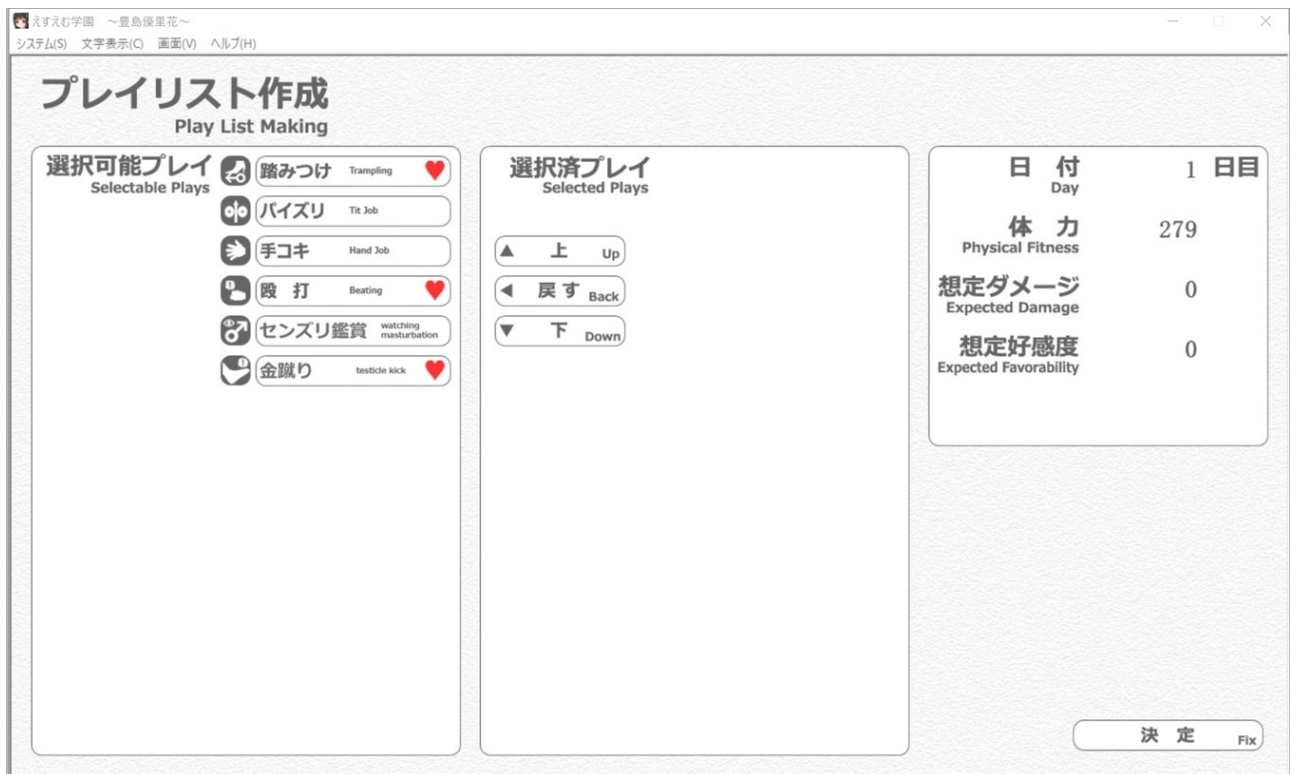 えすえむ学園 ～豊島優里花～
システム(S) 文字表示(C) 画面(V) ヘルプ(H)
プレイリスト作成
Play List Making
選択可能プレイ
Selectable Plays
踏みつけ Trampling
パイズリ Tit Job
手コキ Hand Job
殴 打 Beating
センズリ鑑賞 watching masturbation
金蹴り testicle kick
選択済プレイ
Selected Plays
上 Up
戻す Back
下 Down
日 付 1 日目
Day
体 力 279
Physical Fitness
想定ダメージ 0
Expected Damage
想定好感度 0
Expected Favorability
決 定 Fix